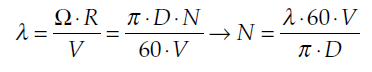 λ = Ω·R / V = π·D·N / 60·V → N = λ·60·V / π·D